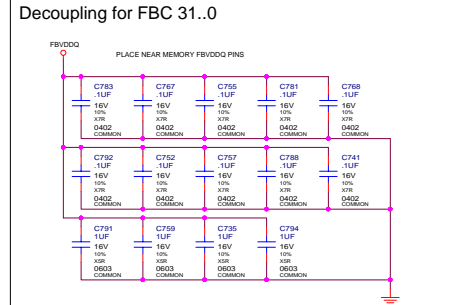 Decoupling for FBC 31..0
FBVDDQ
PLACE NEAR MEMORY FBVDDQ PINS
C783 C767 C755 C781 C768
.1UF .1UF .1UF .1UF .1UF
16V 16V 16V 16V 16V
10% 10% 10% 10% 10%
X7R X7R X7R X7R X7R
0402 0402 0402 0402 0402
COMMON COMMON COMMON COMMON COMMON
C792 C752 C757 C788 C741
.1UF .1UF .1UF .1UF .1UF
16V 16V 16V 16V 16V
10% 10% 10% 10% 10%
X7R X7R X7R X7R X7R
0402 0402 0402 0402 0402
COMMON COMMON COMMON COMMON COMMON
C791 C759 C735 C794
1UF 1UF 1UF 1UF
16V 16V 16V 16V
10% 10% 10% 10%
X5R X5R X5R X5R
0603 0603 0603 0603
COMMON COMMON COMMON COMMON